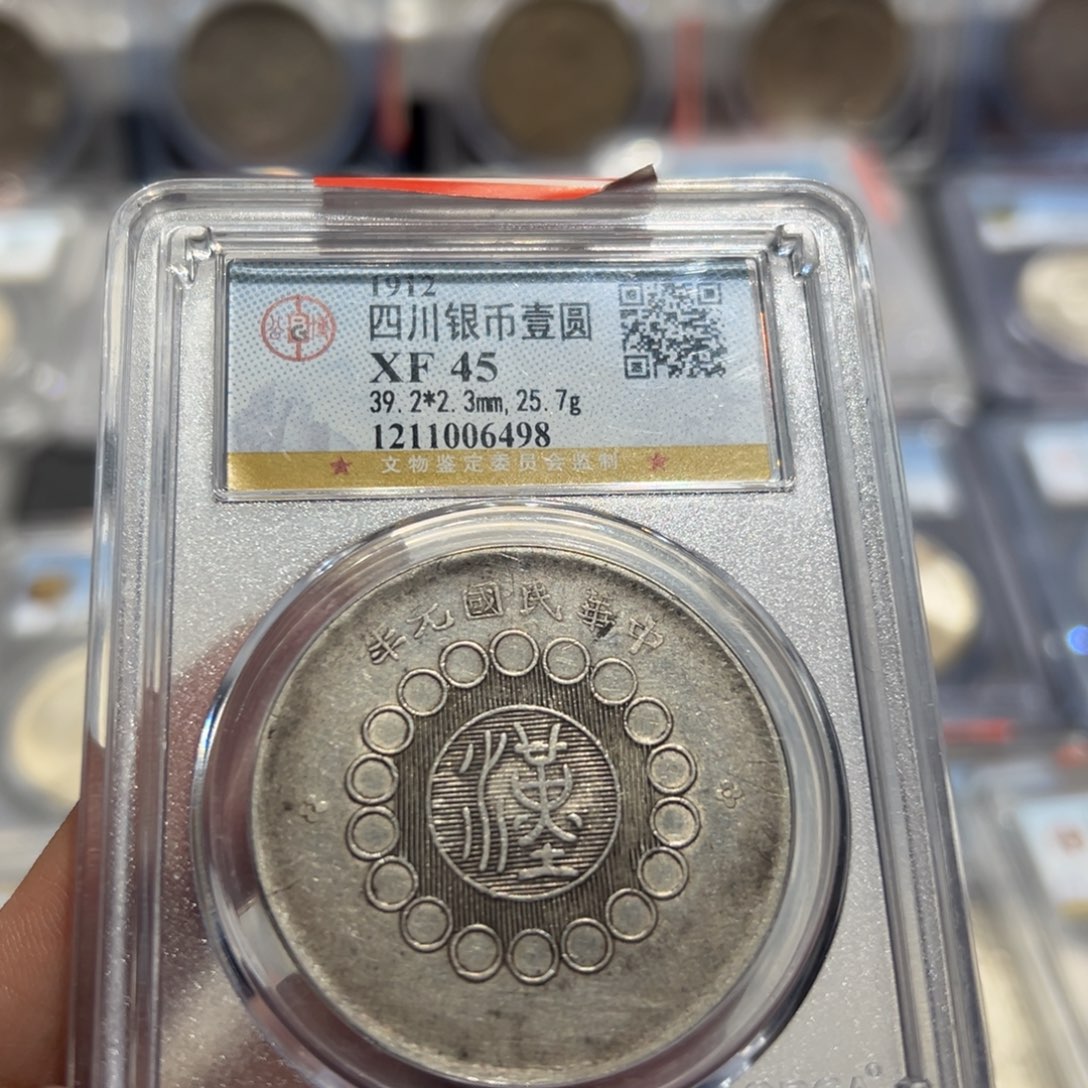 1912
四川银币壹圆
XF 45
39.2*2.3mm,25.7g
1211006498
文物鉴定委员会监制
年元國民華中
漢